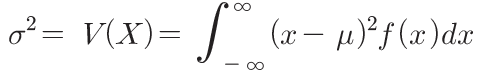 σ² = V(X) = ∫_{-∞}^{∞} (x − μ)² f(x)dx